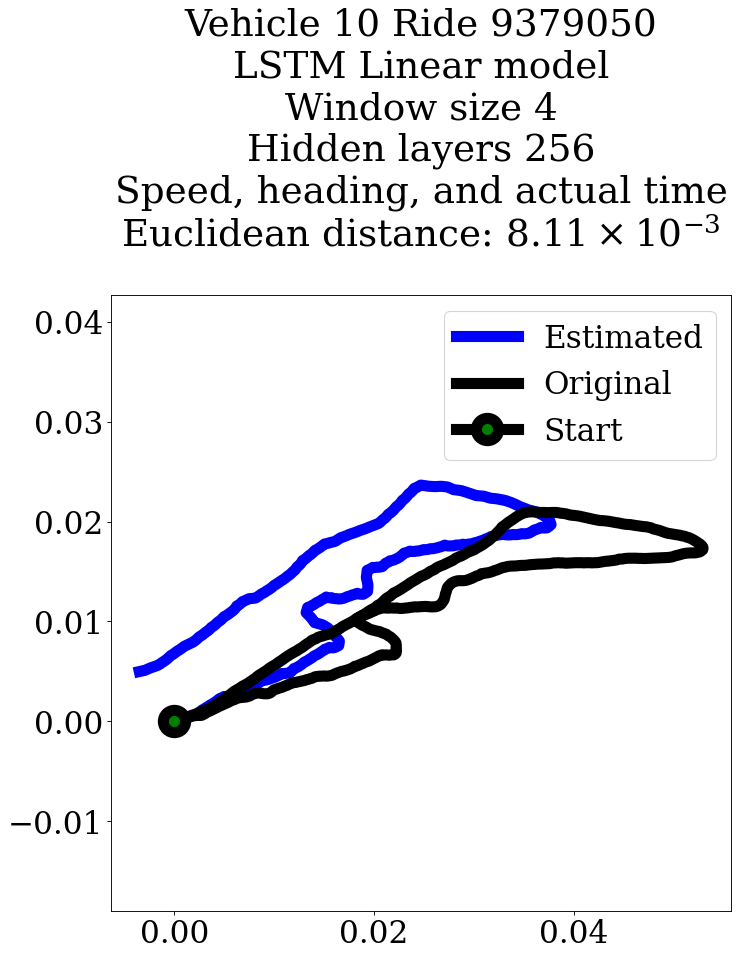 Vehicle 10 Ride 9379050
LSTM Linear model
Window size 4
Hidden layers 256
Speed, heading, and actual time
Euclidean distance: 8.11 × 10⁻³
Estimated
Original
Start
0.04
0.03
0.02
0.01
0.00
−0.01
0.00 0.02 0.04